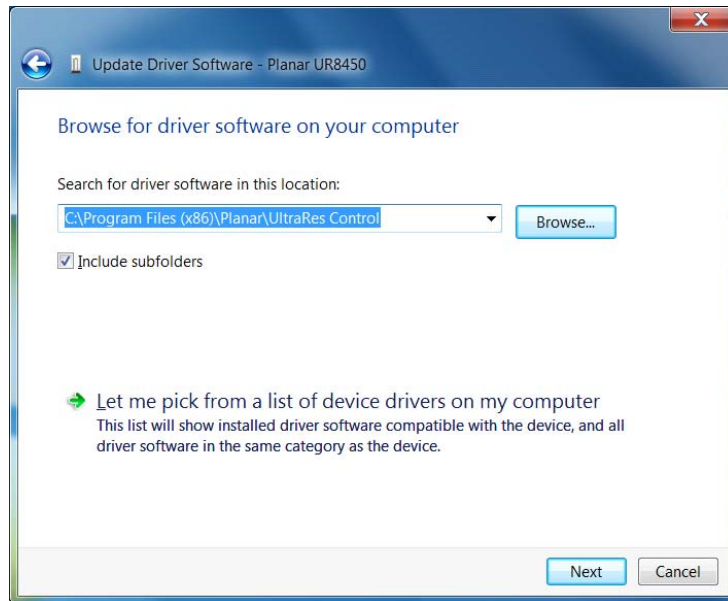 Update Driver Software - Planar UR8450
Browse for driver software on your computer
Search for driver software in this location:
C:\Program Files (x86)\Planar\UltraRes Control
Browse...
Include subfolders
Let me pick from a list of device drivers on my computer
This list will show installed driver software compatible with the device, and all
driver software in the same category as the device.
Next
Cancel